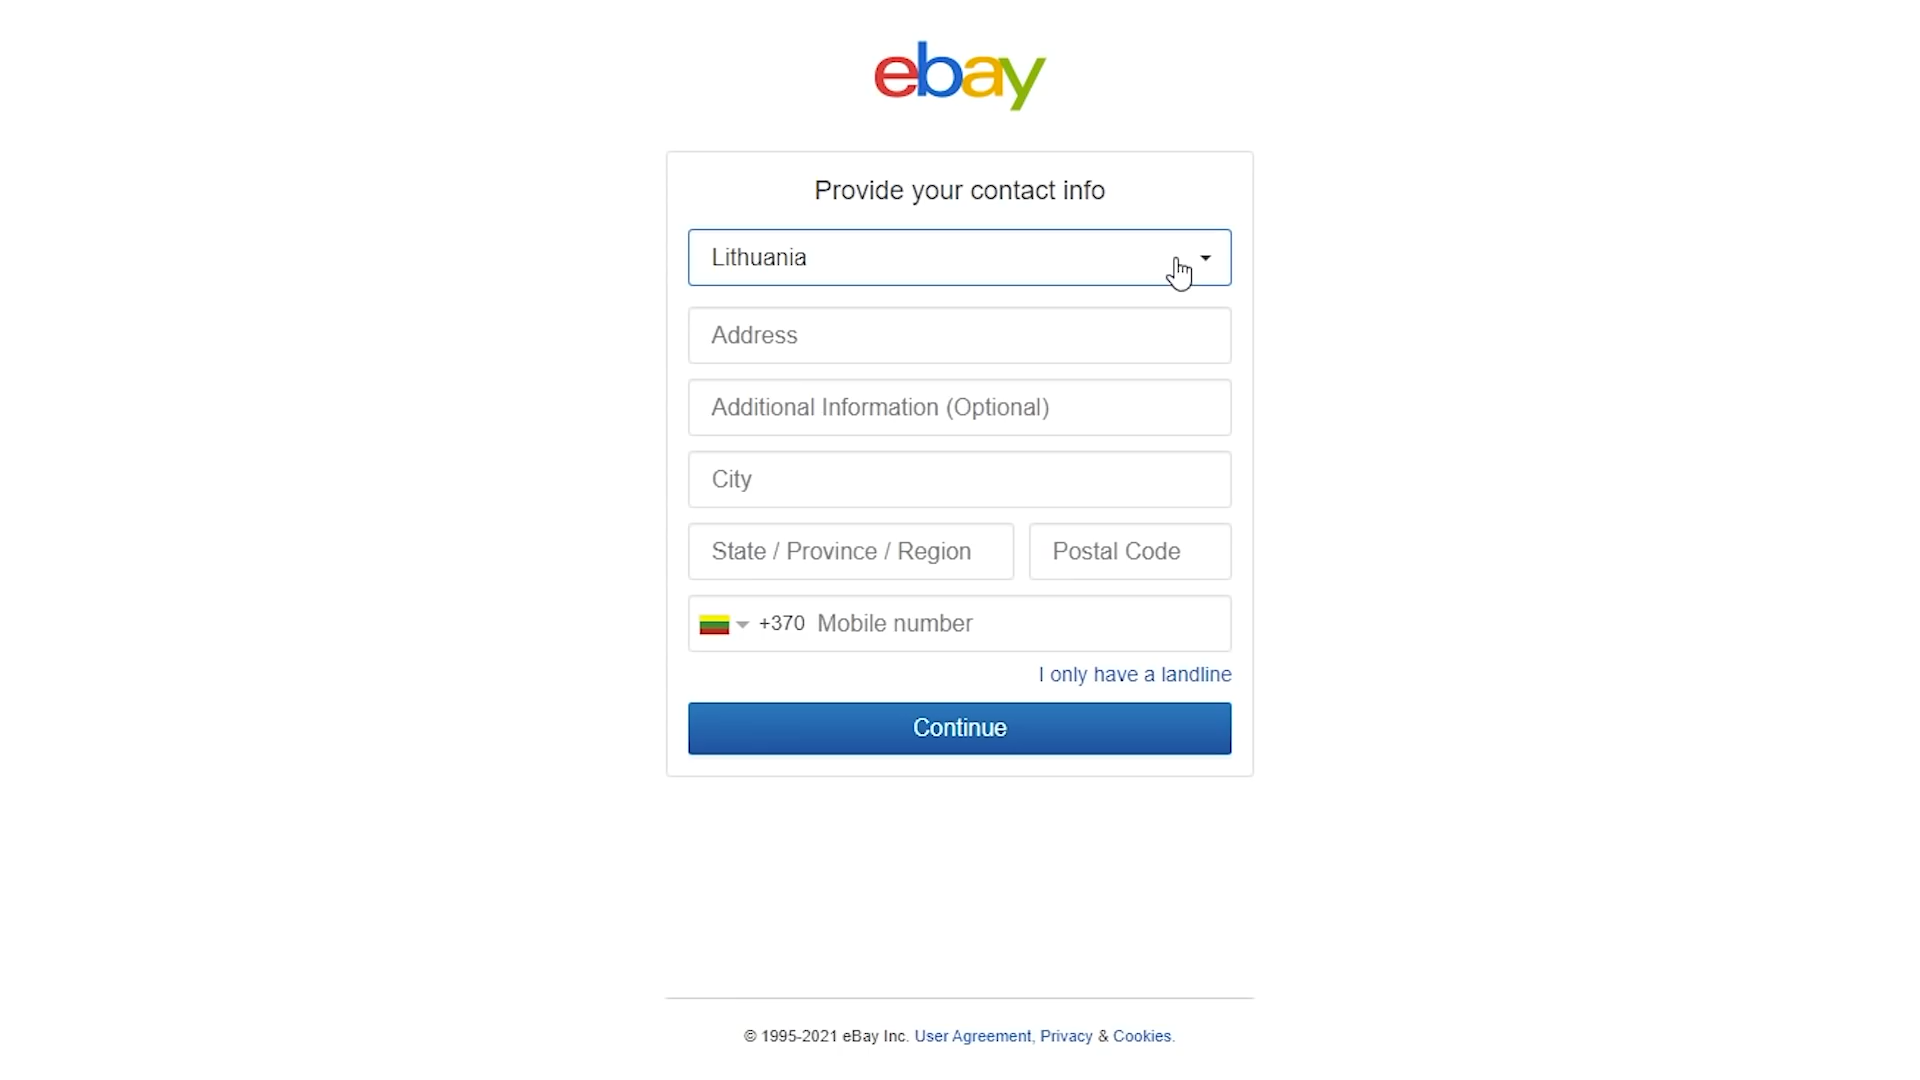 ebay
Provide your contact info
Lithuania
Address
Additional Information (Optional)
City
State / Province / Region
Postal Code
+370 Mobile number
I only have a landline
Continue
© 1995-2021 eBay Inc. User Agreement, Privacy & Cookies.